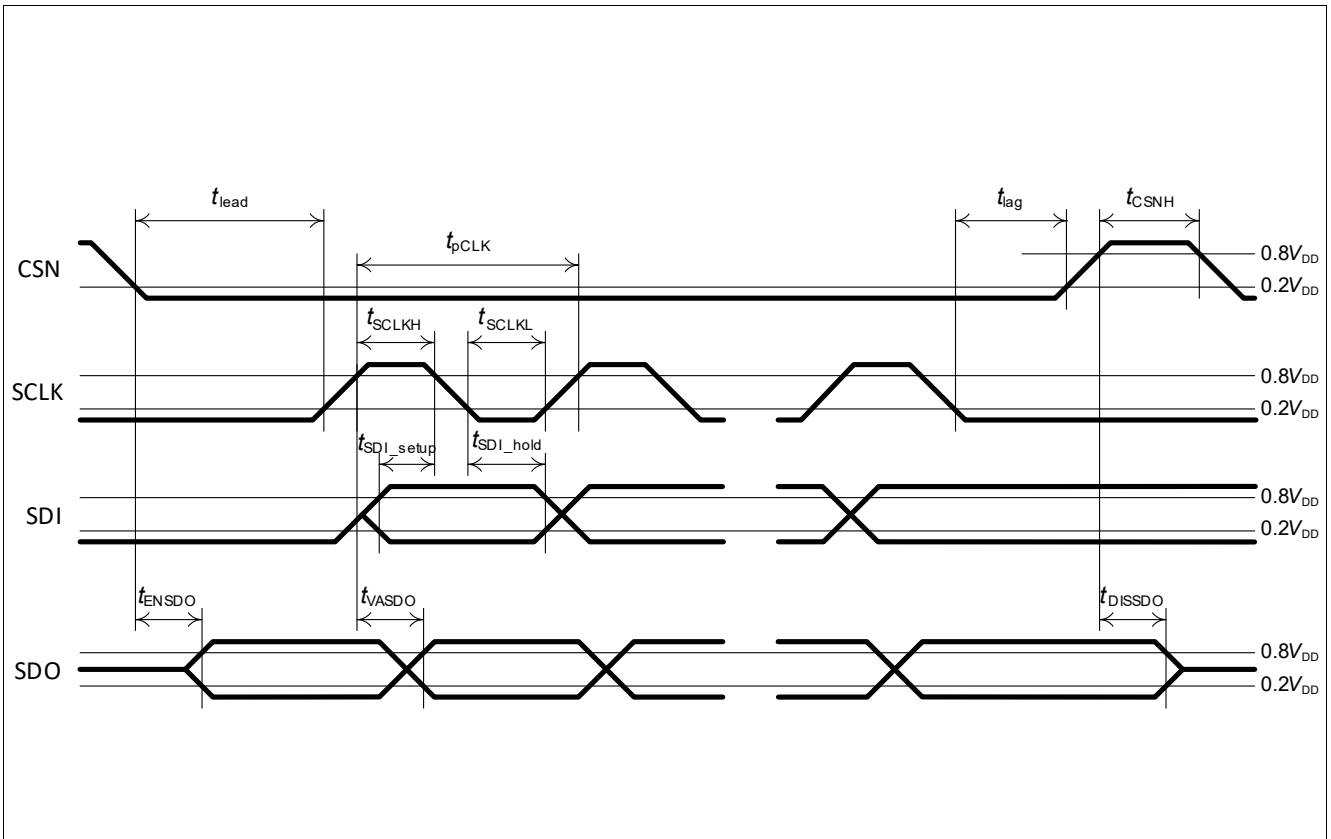 tlead
tlag
tCSNH
tpCLK
CSN
0.8VDD
0.2VDD
tSCLKH
tSCLKL
SCLK
0.8VDD
0.2VDD
tSDI_setup
tSDI_hold
SDI
0.8VDD
0.2VDD
tENSDO
tVASDO
tDISSDO
SDO
0.8VDD
0.2VDD